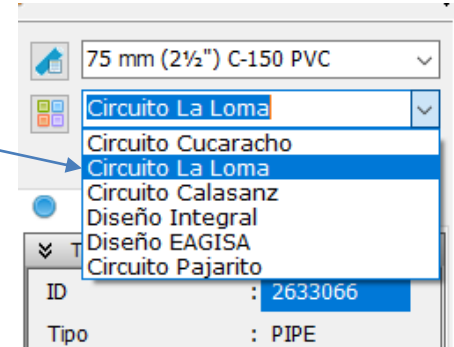 75 mm (2½") C-150 PVC
Circuito La Loma
Circuito Cucaracho
Circuito La Loma
Circuito Calasanz
Diseño Integral
Diseño EAGISA
Circuito Pajarito
T
ID : 2633066
Tipo : PIPE